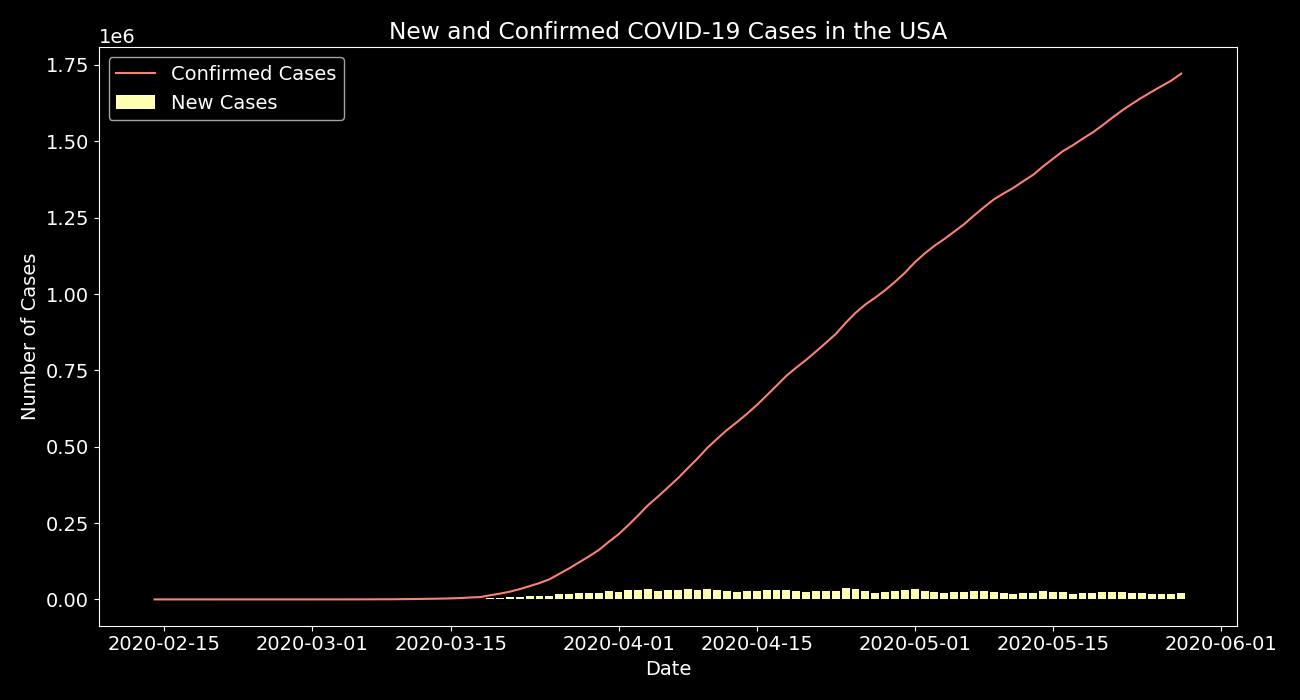 New and Confirmed COVID-19 Cases in the USA
1e6
Confirmed Cases
New Cases
1.75
1.50
1.25
1.00
0.75
0.50
0.25
0.00
Number of Cases
2020-02-15 2020-03-01 2020-03-15 2020-04-01 2020-04-15 2020-05-01 2020-05-15 2020-06-01
Date